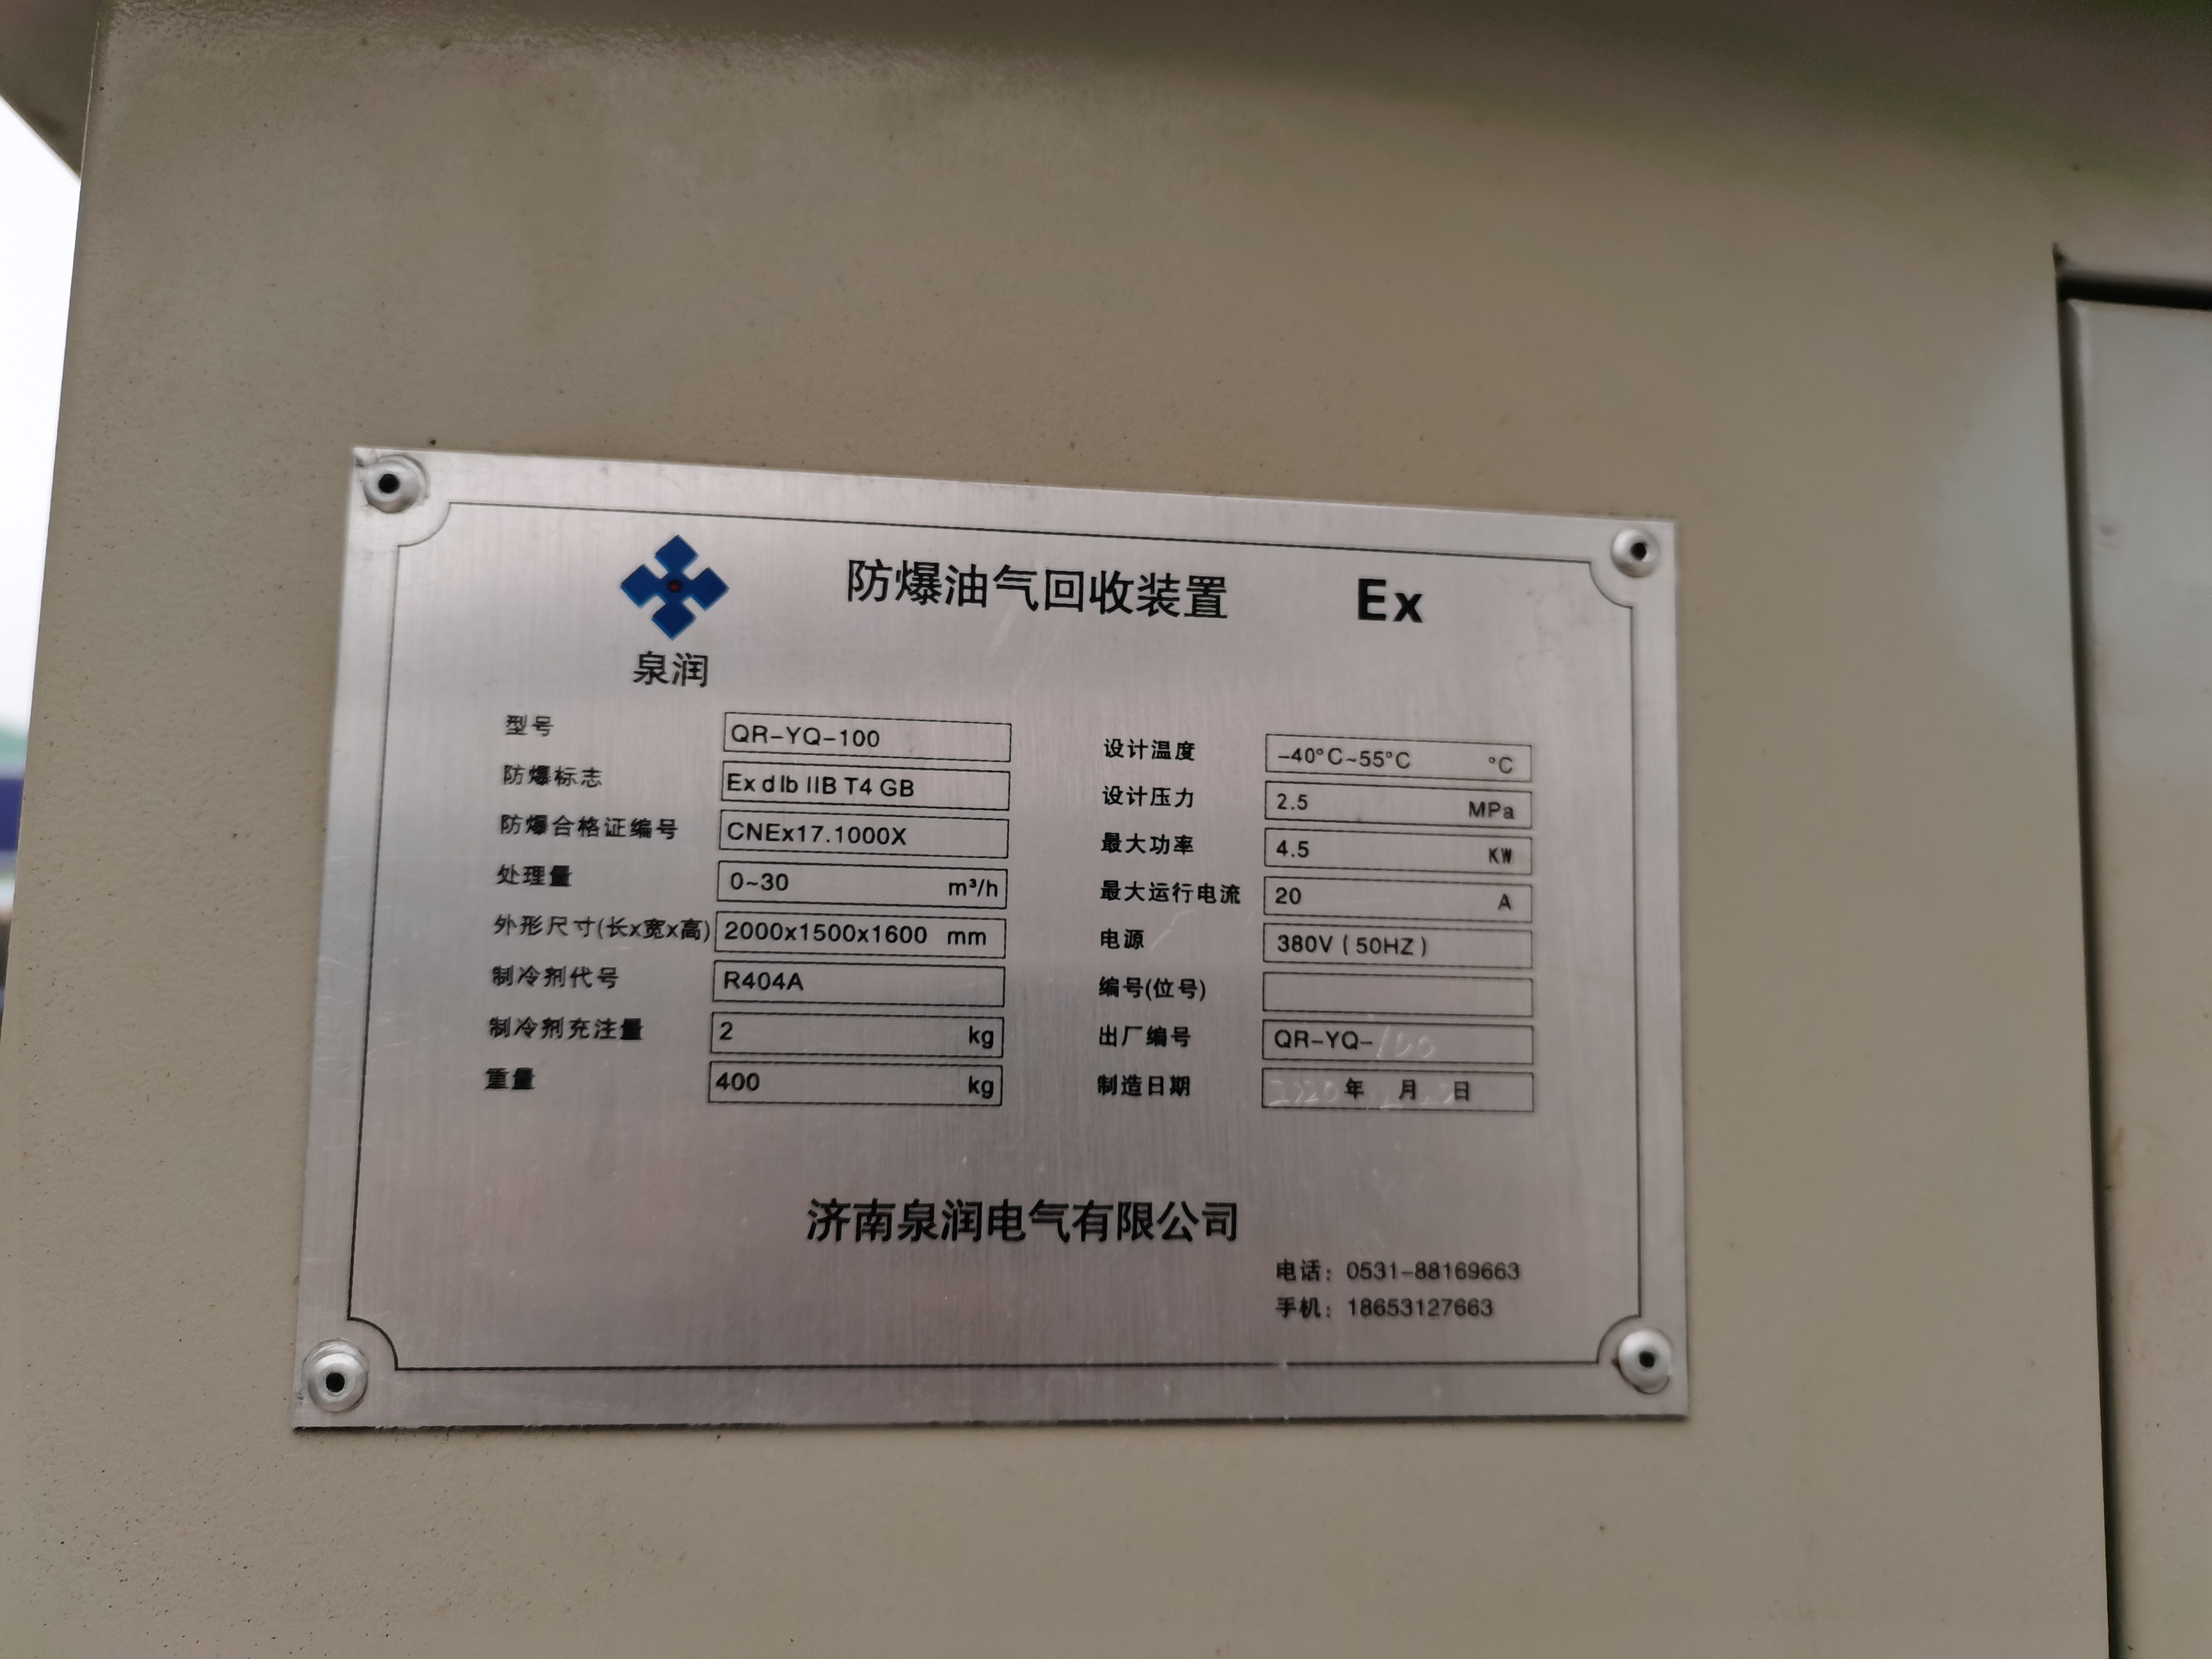 防爆油气回收装置 Ex
泉润
型号 QR-YQ-100
防爆标志 Ex d Ib IIB T4 GB
防爆合格证编号 CNEx17.1000X
处理量 0~30 m³/h
外形尺寸(长x宽x高) 2000x1500x1600 mm
制冷剂代号 R404A
制冷剂充注量 2 kg
重量 400 kg
设计温度 -40°C~55°C °C
设计压力 2.5 MPa
最大功率 4.5 KW
最大运行电流 20 A
电源 380V(50HZ)
编号(位号)
出厂编号 QR-YQ-100
制造日期 2020年 月 日
济南泉润电气有限公司
电话：0531-88169663
手机：18653127663